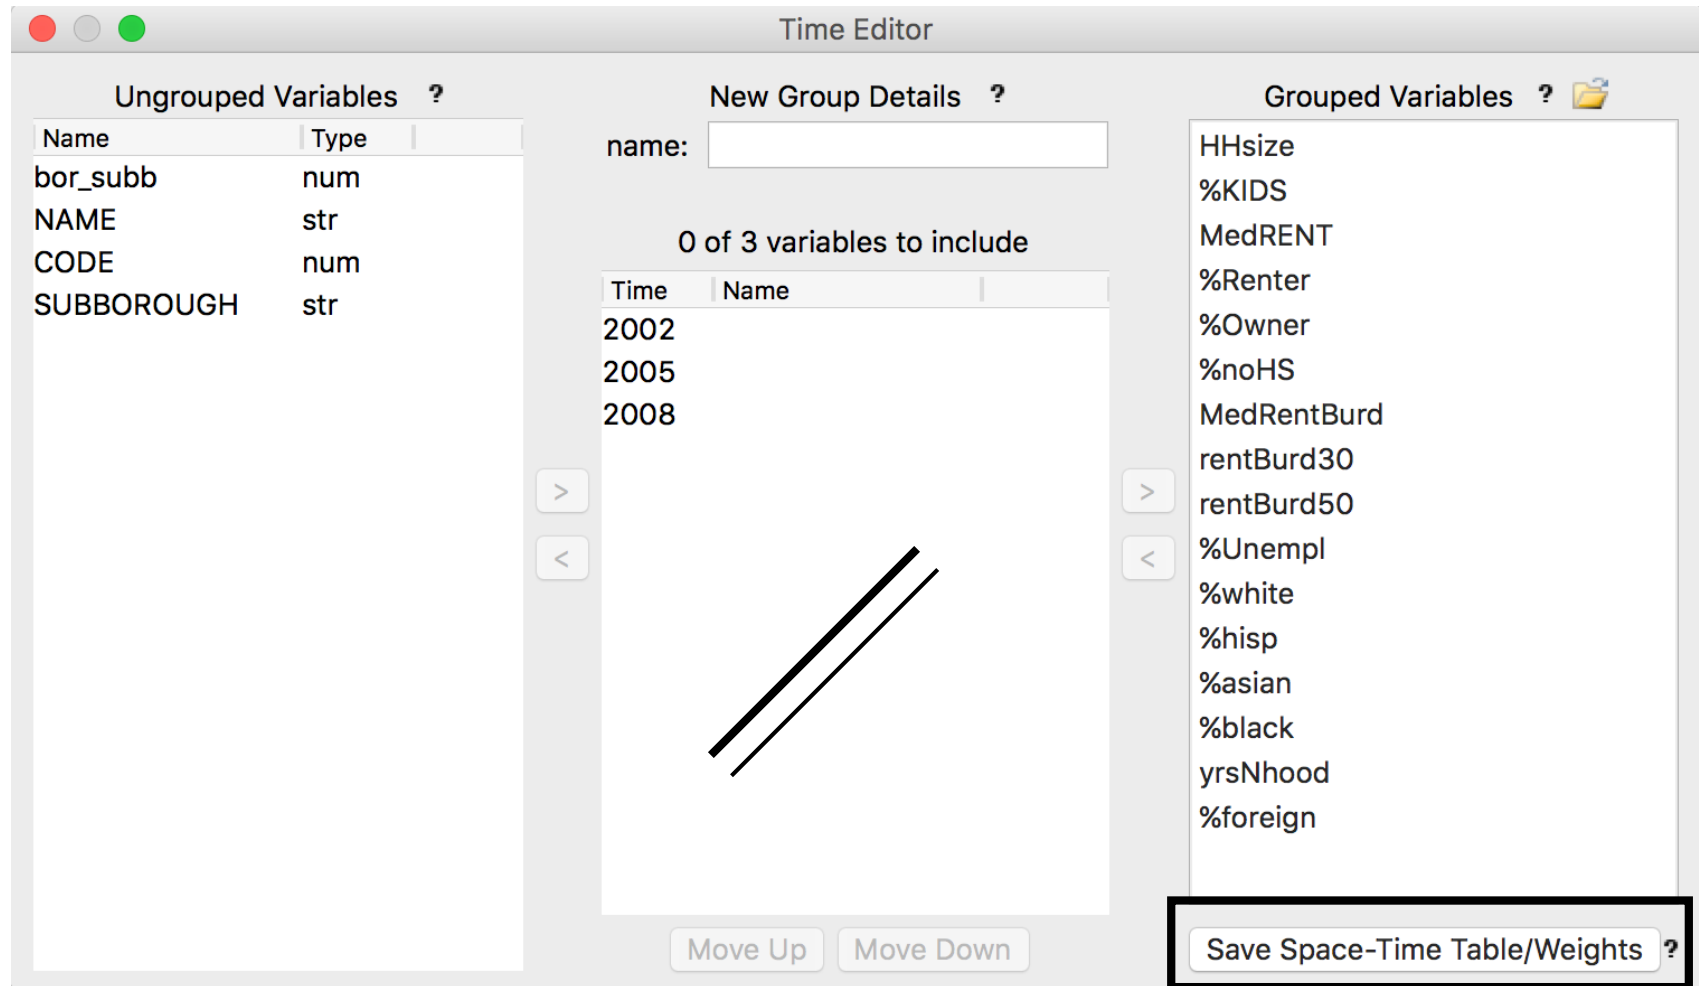 Time Editor
Ungrouped Variables ?
Name Type
bor_subb num
NAME str
CODE num
SUBBOROUGH str
New Group Details ?
name:
0 of 3 variables to include
Time Name
2002
2005
2008
>
<
Move Up Move Down
>
<
Grouped Variables ?
HHsize
%KIDS
MedRENT
%Renter
%Owner
%noHS
MedRentBurd
rentBurd30
rentBurd50
%Unempl
%white
%hisp
%asian
%black
yrsNhood
%foreign
Save Space-Time Table/Weights ?